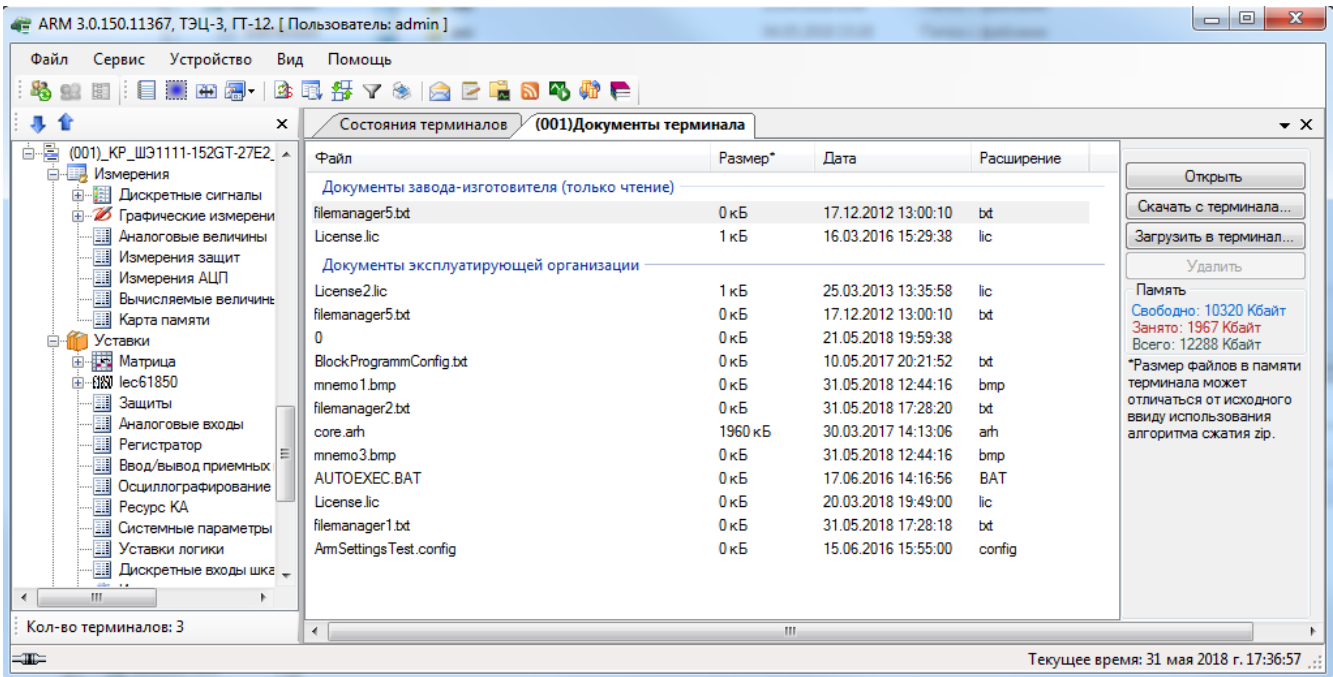 ARM 3.0.150.11367, ТЭЦ-3, ГТ-12. [ Пользователь: admin ]
Файл Сервис Устройство Вид Помощь
Состояния терминалов (001)Документы терминала
(001)_КР_ШЭ1111-152GT-27E2_
Измерения
Дискретные сигналы
Графические измерени
Аналоговые величины
Измерения защит
Измерения АЦП
Вычисляемые величинь
Карта памяти
Уставки
Матрица
61850 Iec61850
Защиты
Аналоговые входы
Регистратор
Ввод/вывод приемных
Осциллографирование
Ресурс КА
Системные параметры
Уставки логики
Дискретные входы шка
Кол-во терминалов: 3
Файл Размер* Дата Расширение
Документы завода-изготовителя (только чтение)
filemanager5.txt 0 кБ 17.12.2012 13:00:10 txt
License.lic 1 кБ 16.03.2016 15:29:38 lic
Документы эксплуатирующей организации
License2.lic 1 кБ 25.03.2013 13:35:58 lic
filemanager5.txt 0 кБ 17.12.2012 13:00:10 txt
0 0 кБ 21.05.2018 19:59:38
BlockProgrammConfig.txt 0 кБ 10.05.2017 20:21:52 txt
mnemo1.bmp 0 кБ 31.05.2018 12:44:16 bmp
filemanager2.txt 0 кБ 31.05.2018 17:28:20 txt
core.arh 1960 кБ 30.03.2017 14:13:06 arh
mnemo3.bmp 0 кБ 31.05.2018 12:44:16 bmp
AUTOEXEC.BAT 0 кБ 17.06.2016 14:16:56 BAT
License.lic 0 кБ 20.03.2018 19:49:00 lic
filemanager1.txt 0 кБ 31.05.2018 17:28:18 txt
ArmSettingsTest.config 0 кБ 15.06.2016 15:55:00 config
Открыть
Скачать с терминала...
Загрузить в терминал...
Удалить
Память
Свободно: 10320 Кбайт
Занято: 1967 Кбайт
Всего: 12288 Кбайт
*Размер файлов в памяти
терминала может
отличаться от исходного
ввиду использования
алгоритма сжатия zip.
Текущее время: 31 мая 2018 г. 17:36:57